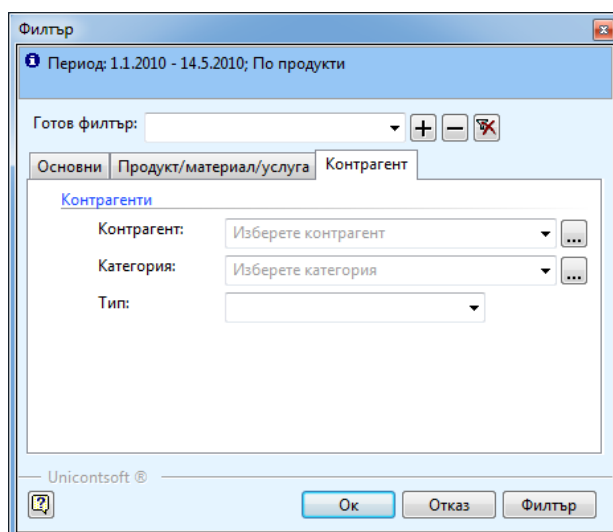 Филтър
Период: 1.1.2010 - 14.5.2010; По продукти
Готов филтър:
Основни Продукт/материал/услуга Контрагент
Контрагенти
Контрагент: Изберете контрагент ...
Категория: Изберете категория ...
Тип:
Unicontsoft ®
Ок Отказ Филтър